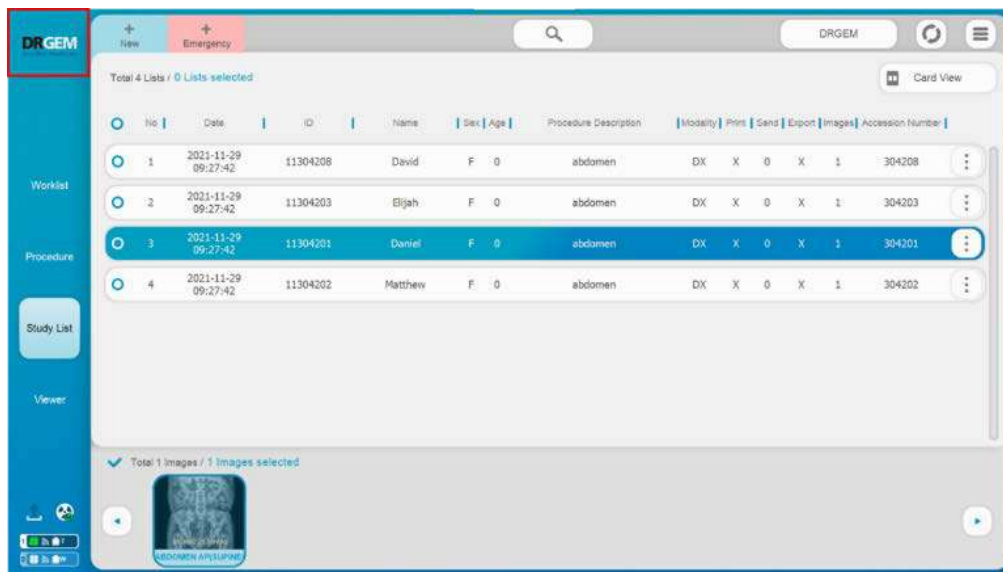 DRGEM
+ New
+ Emergency
DRGEM
Total 4 Lists / 0 Lists selected
Card View
No Date ID Name Sex Age Procedure Description Modality Print Send Export Images Accession Number
1 2021-11-29 09:27:42 11304208 David F 0 abdomen DX X 0 X 1 304208
2 2021-11-29 09:27:42 11304203 Elijah F 0 abdomen DX X 0 X 1 304203
3 2021-11-29 09:27:42 11304201 Daniel F 0 abdomen DX X 0 X 1 304201
4 2021-11-29 09:27:42 11304202 Matthew F 0 abdomen DX X 0 X 1 304202
Worklist
Procedure
Study List
Viewer
Total 1 Images / 1 Images selected
ABDOMEN AP(SUPINE)